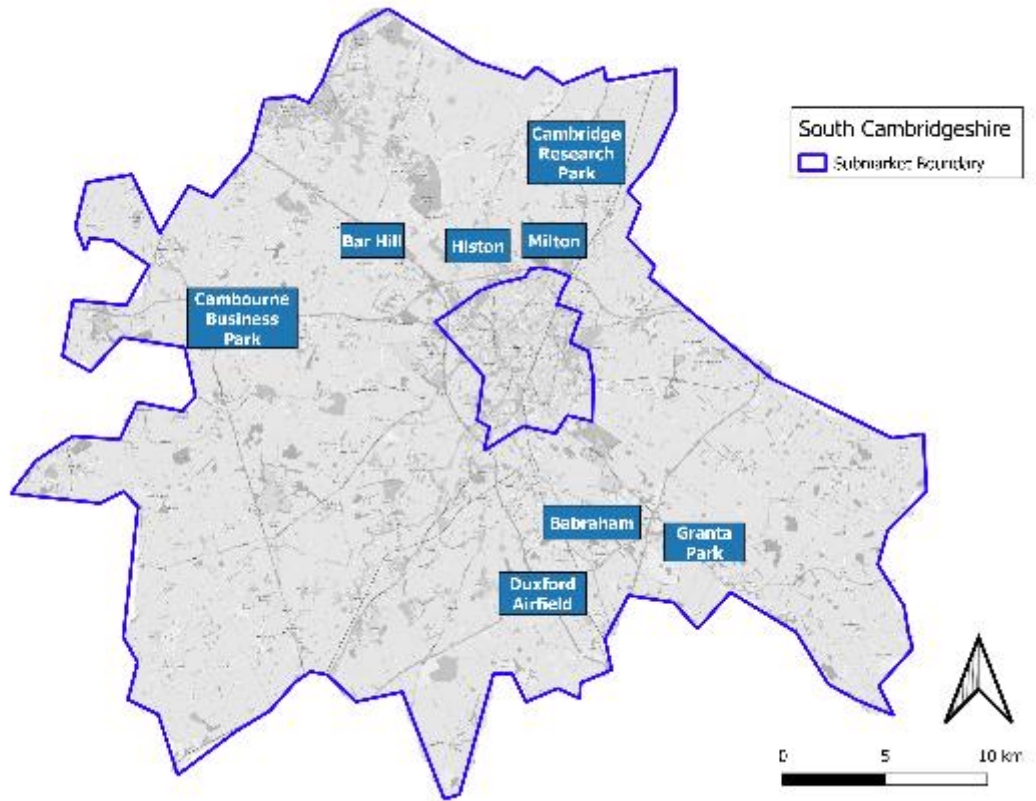 Cambridge
Research
Park
South Cambridgeshire
Submarket Boundary
Bar Hill
Histon
Milton
Cambourne
Business
Park
Babraham
Granta
Park
Duxford
Airfield
0
5
10 km